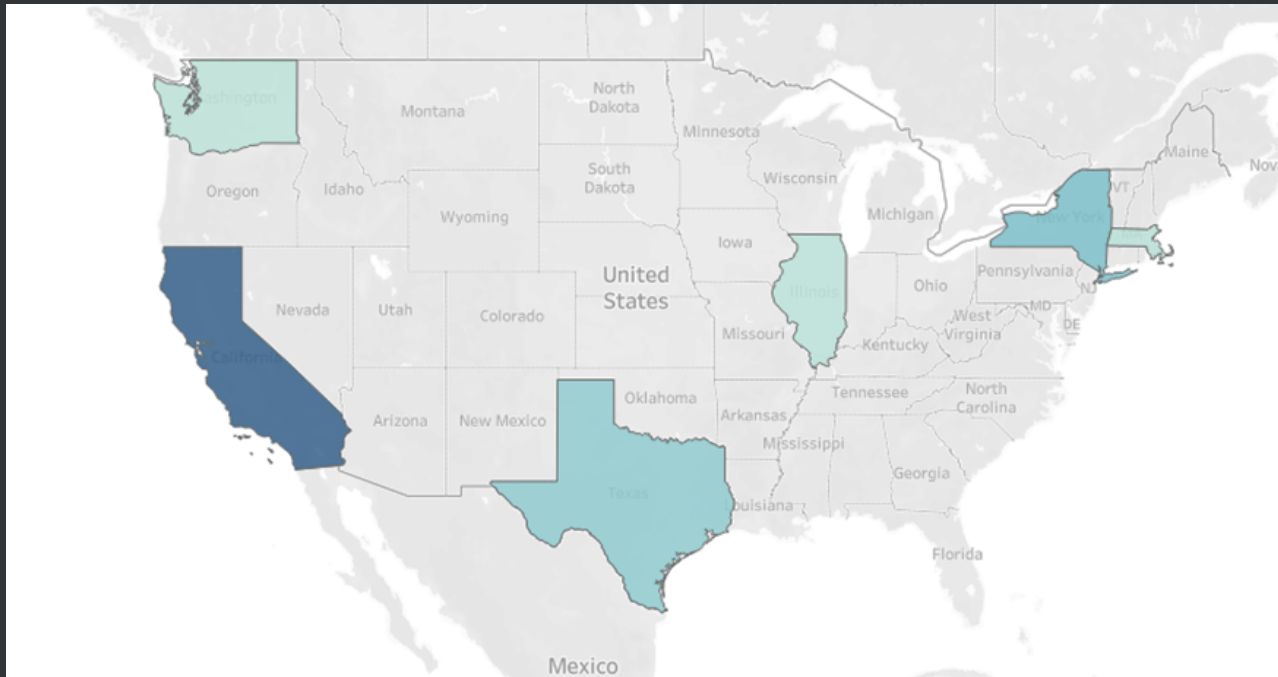 Washington
Montana
North
Dakota
Minnesota
Maine
Nov
Oregon
Idaho
South
Dakota
Wisconsin
VT
Wyoming
Michigan
New York
Iowa
United
States
Pennsylvania
Nevada
Utah
Colorado
Illinois
Ohio
NJ
MD
West
Virginia
DE
Missouri
Kentucky
California
Arizona
New Mexico
Oklahoma
Arkansas
Tennessee
North
Carolina
Mississippi
Georgia
Texas
Louisiana
Florida
Mexico